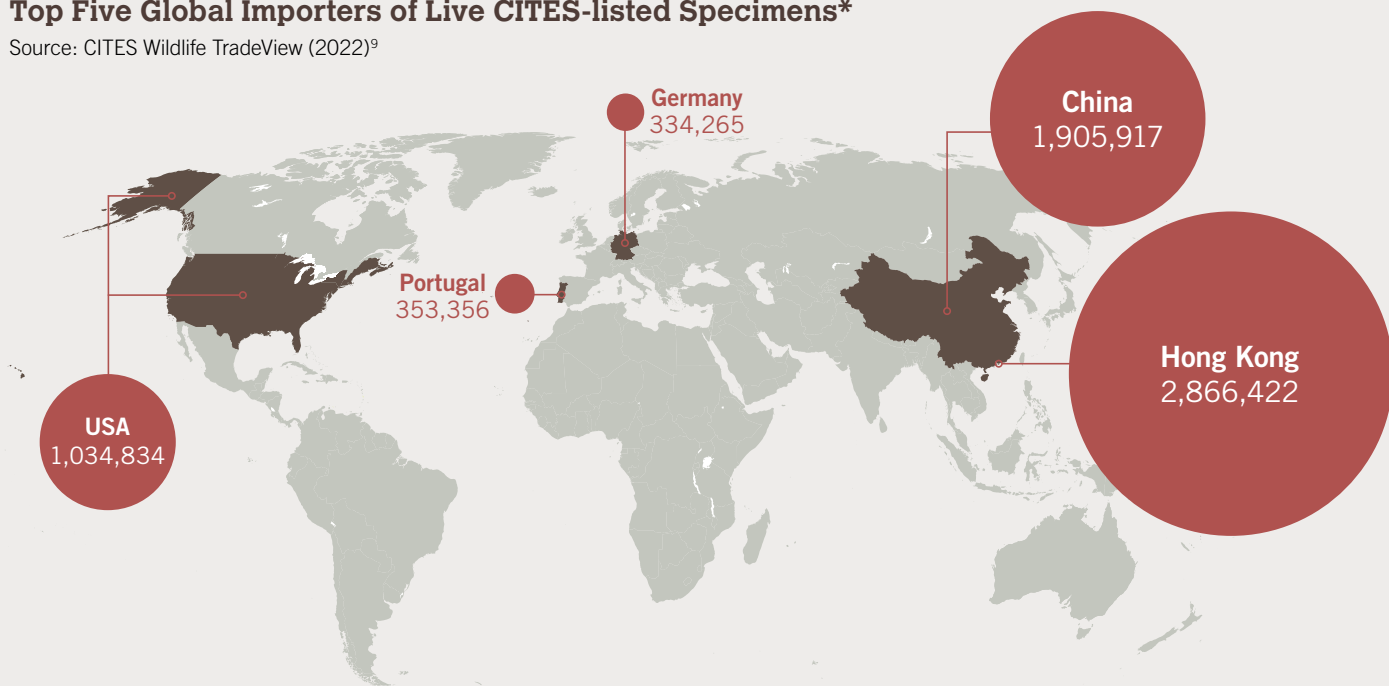 Top Five Global Importers of Live CITES-listed Specimens*
Source: CITES Wildlife TradeView (2022)⁹
Germany
334,265
China
1,905,917
Portugal
353,356
Hong Kong
2,866,422
USA
1,034,834